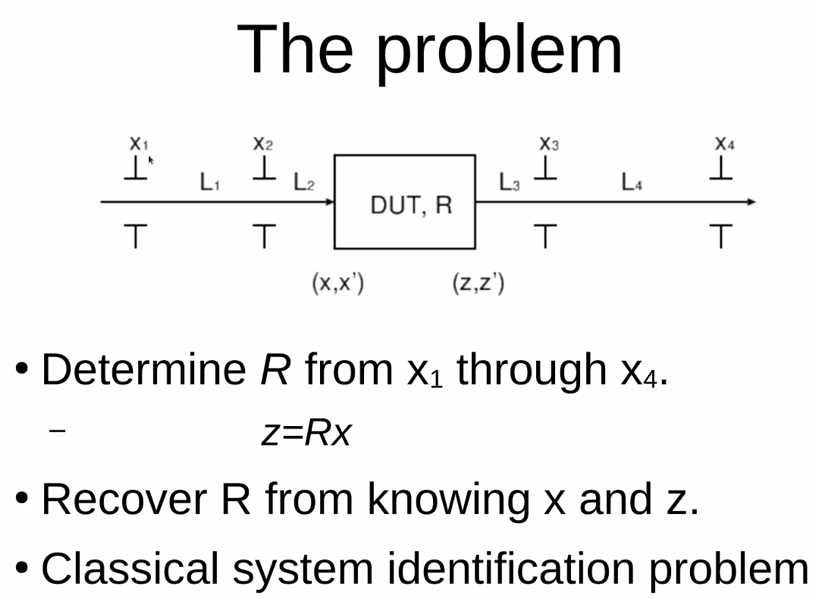 The problem
x₁ x₂ x₃ x₄
L₁ L₂ L₃ L₄
DUT, R
(x,x') (z,z')
• Determine R from x₁ through x₄.
– z=Rx
• Recover R from knowing x and z.
• Classical system identification problem